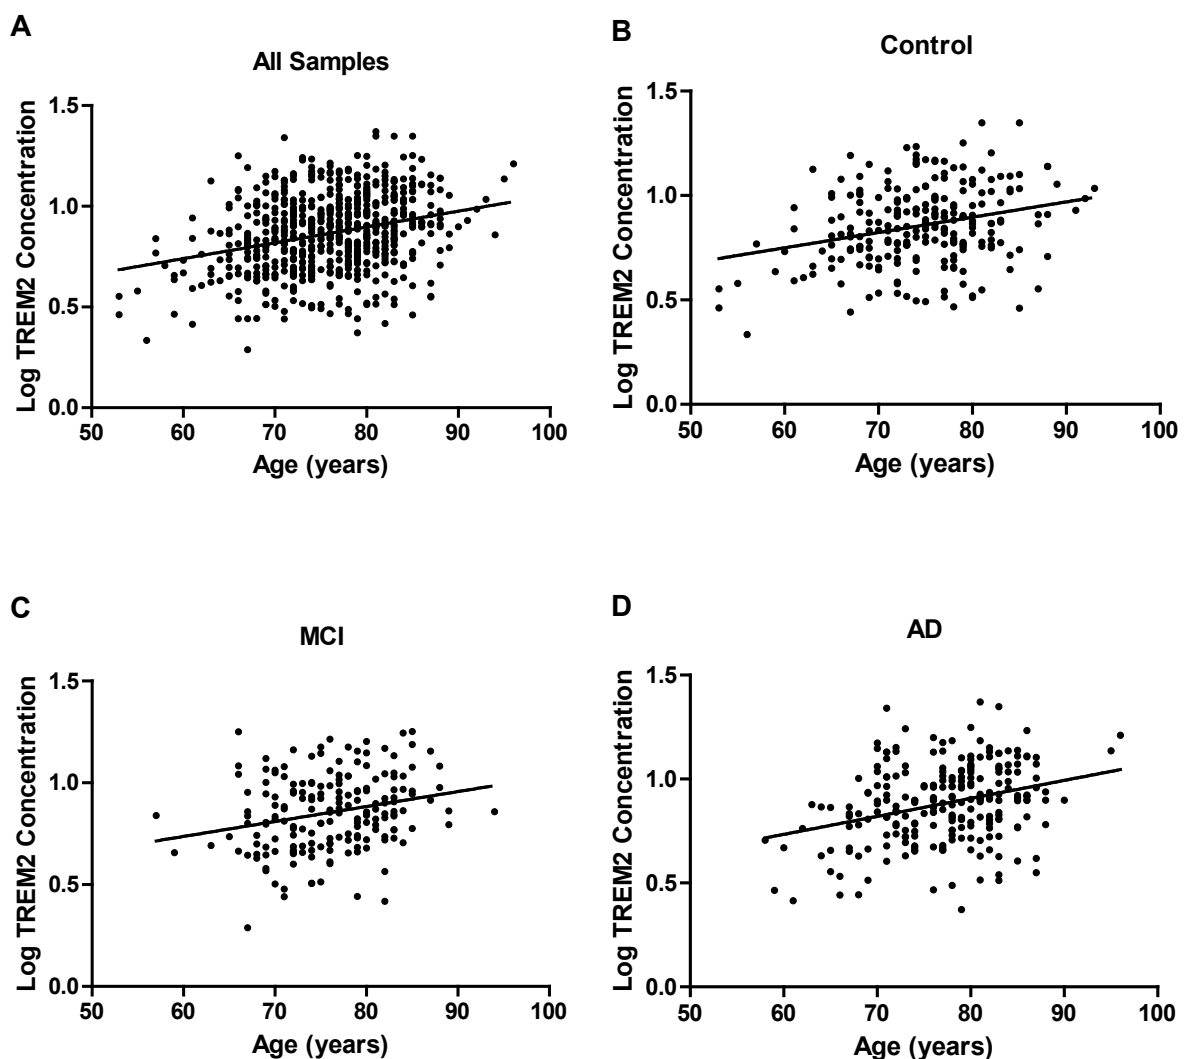 A
All Samples
Log TREM2 Concentration
1.5
1.0
0.5
0.0
50 60 70 80 90 100
Age (years)
B
Control
Log TREM2 Concentration
1.5
1.0
0.5
0.0
50 60 70 80 90 100
Age (years)
C
MCI
Log TREM2 Concentration
1.5
1.0
0.5
0.0
50 60 70 80 90 100
Age (years)
D
AD
Log TREM2 Concentration
1.5
1.0
0.5
0.0
50 60 70 80 90 100
Age (years)